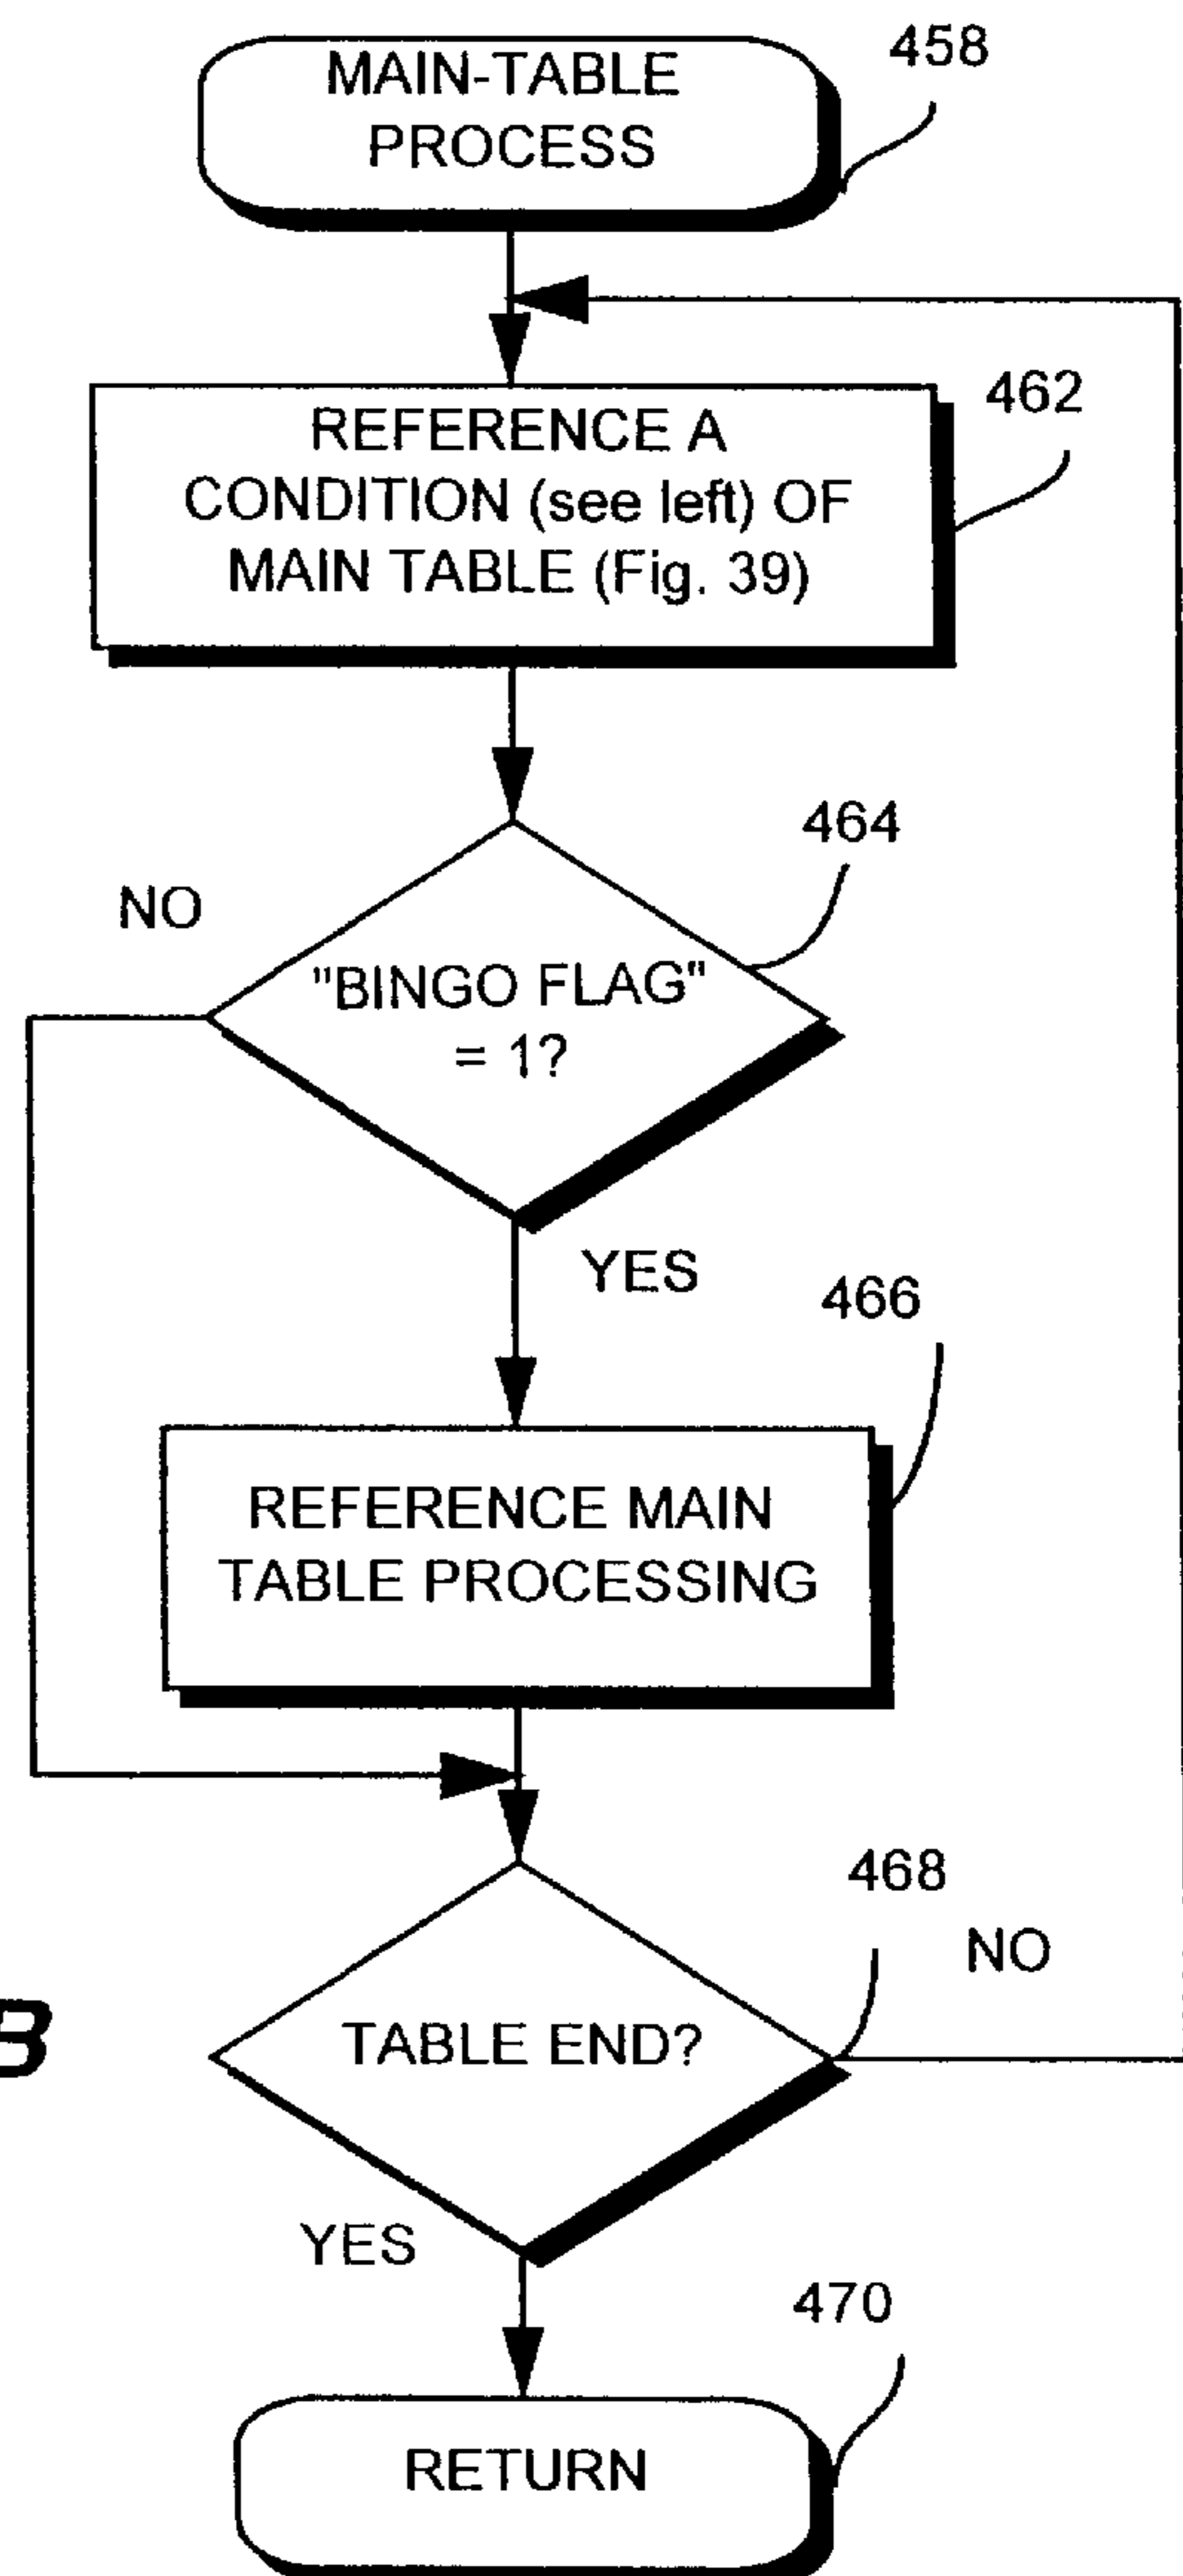 MAIN-TABLE
PROCESS
458
REFERENCE A
CONDITION (see left) OF
MAIN TABLE (Fig. 39)
462
464
NO
"BINGO FLAG"
= 1?
YES
466
REFERENCE MAIN
TABLE PROCESSING
468
NO
B
TABLE END?
YES
470
RETURN